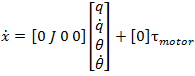 ẋ = [0 J 0 0] [q q̇ θ θ̇] + [0]τ_motor